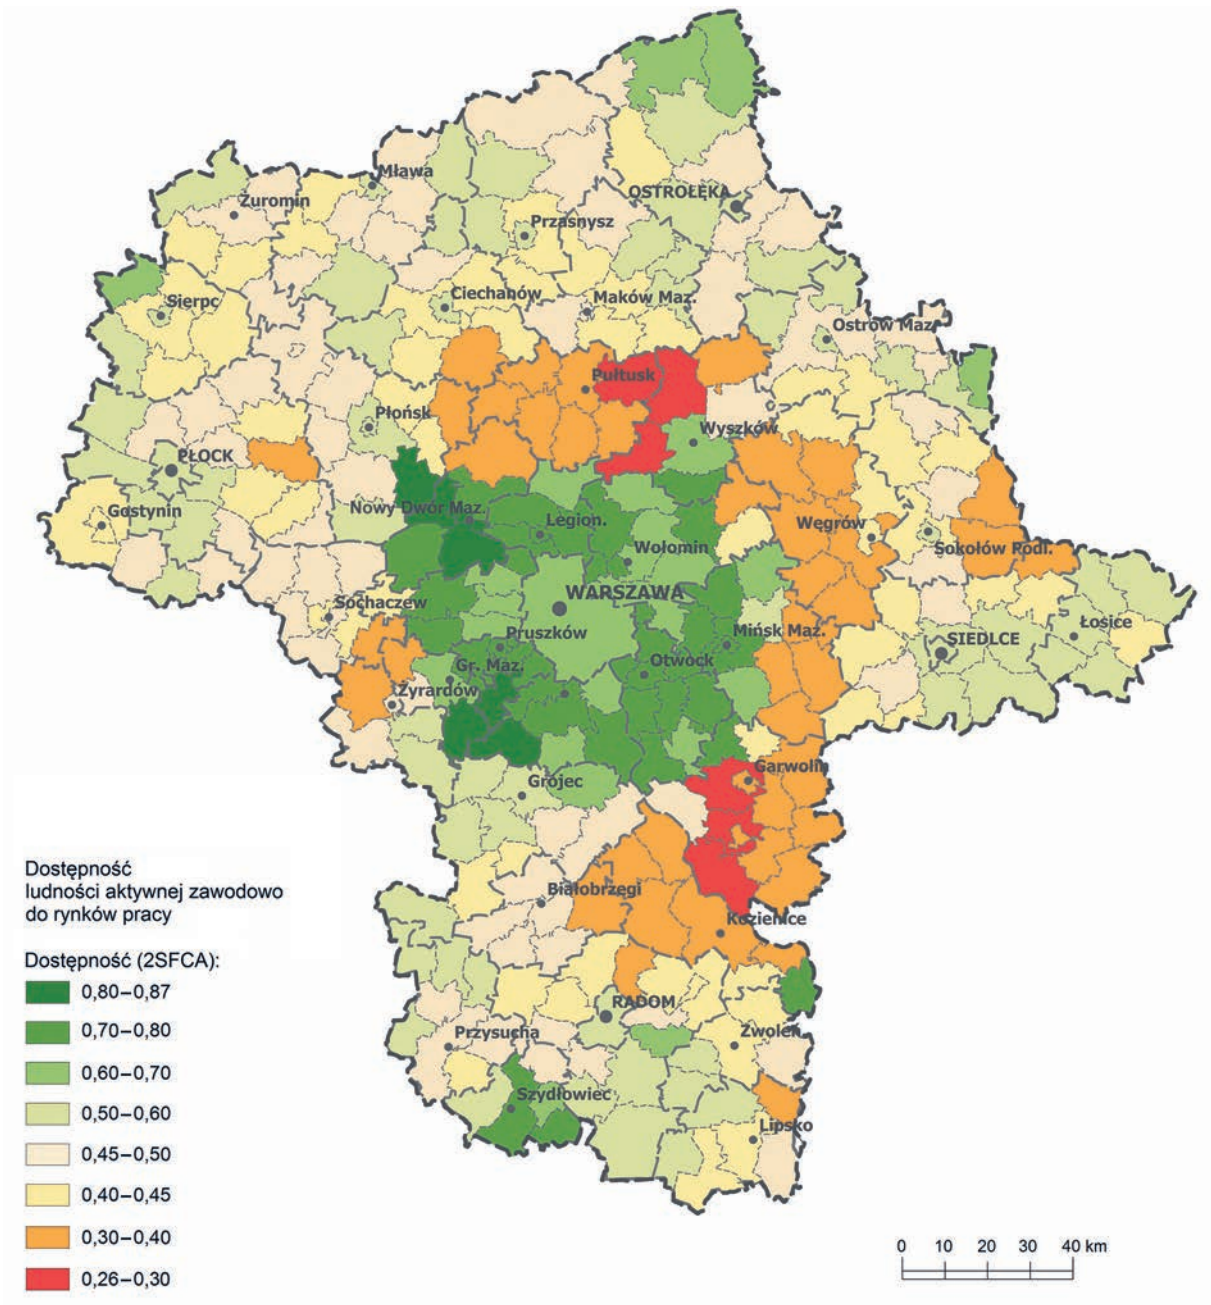 Mława
Żuromin
OSTROŁĘKA
Przasnysz
Sierpc
Ciechanów
Maków Maz.
Ostrów Maz.
Pułtusk
Płońsk
Wyszków
PŁOCK
Gostynin
Nowy Dwór Maz.
Legion.
Węgrów
Wołomin
Sokołów Podl.
WARSZAWA
Sochaczew
Łosice
Pruszków
Mińsk Maz.
SIEDLCE
Gr. Maz.
Otwock
Żyrardów
Garwolin
Grójec
Białobrzegi
Kozienice
RADOM
Przysucha
Zwoleń
Szydłowiec
Lipsko
Dostępność
ludności aktywnej zawodowo
do rynków pracy
Dostępność (2SFCA):
0,80–0,87
0,70–0,80
0,60–0,70
0,50–0,60
0,45–0,50
0,40–0,45
0,30–0,40
0,26–0,30
0 10 20 30 40 km